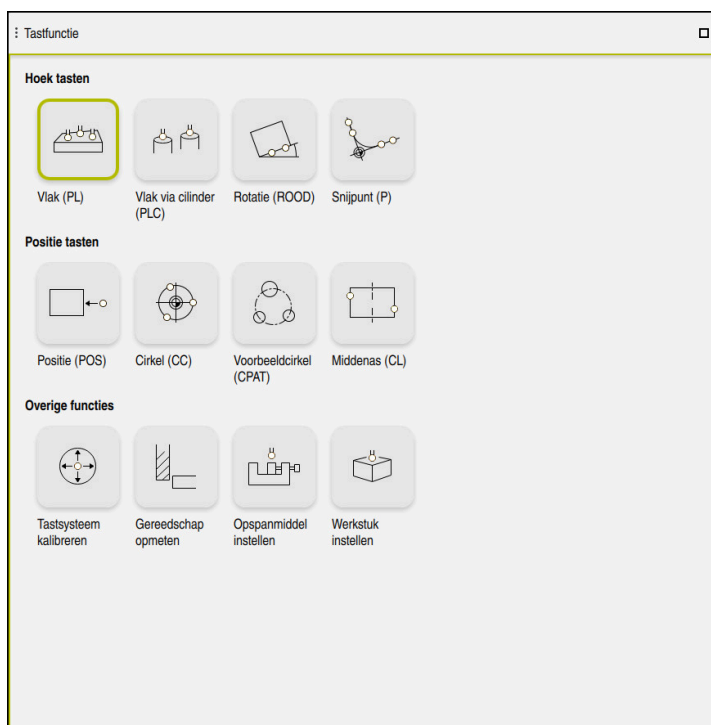 Tastfunctie
Hoek tasten
Vlak (PL)
Vlak via cilinder
(PLC)
Rotatie (ROOD)
Snijpunt (P)
Positie tasten
Positie (POS)
Cirkel (CC)
Voorbeeldcirkel
(CPAT)
Middenas (CL)
Overige functies
Tastsysteem
kalibreren
Gereedschap
opmeten
Opspanmiddel
instellen
Werkstuk
instellen